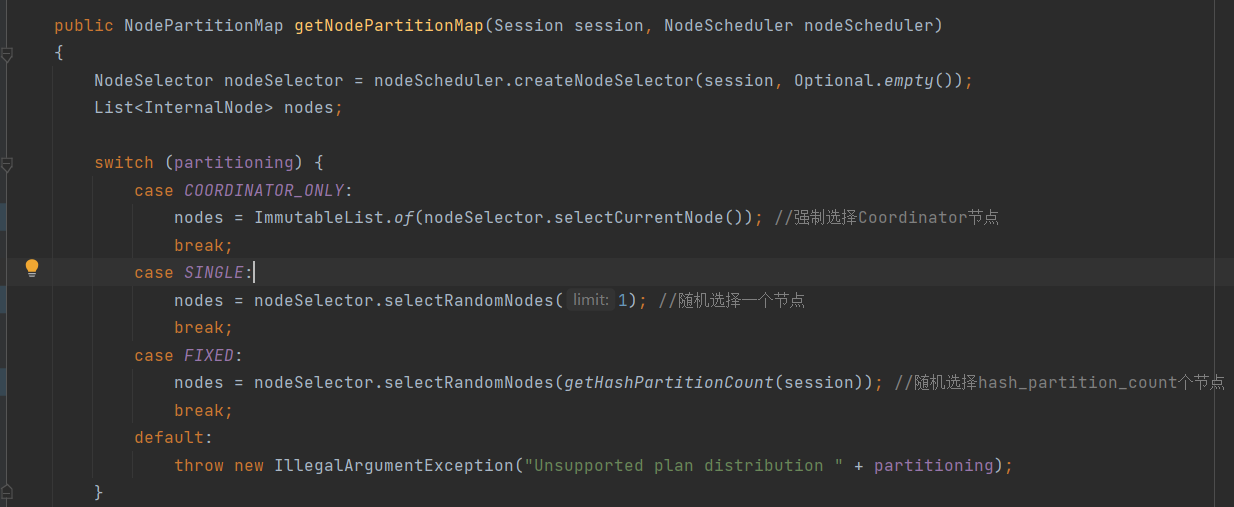 public NodePartitionMap getNodePartitionMap(Session session, NodeScheduler nodeScheduler)
{
NodeSelector nodeSelector = nodeScheduler.createNodeSelector(session, Optional.empty());
List<InternalNode> nodes;
switch (partitioning) {
case COORDINATOR_ONLY:
nodes = ImmutableList.of(nodeSelector.selectCurrentNode()); //强制选择Coordinator节点
break;
case SINGLE:
nodes = nodeSelector.selectRandomNodes( limit: 1); //随机选择一个节点
break;
case FIXED:
nodes = nodeSelector.selectRandomNodes(getHashPartitionCount(session)); //随机选择hash_partition_count个节点
break;
default:
throw new IllegalArgumentException("Unsupported plan distribution " + partitioning);
}